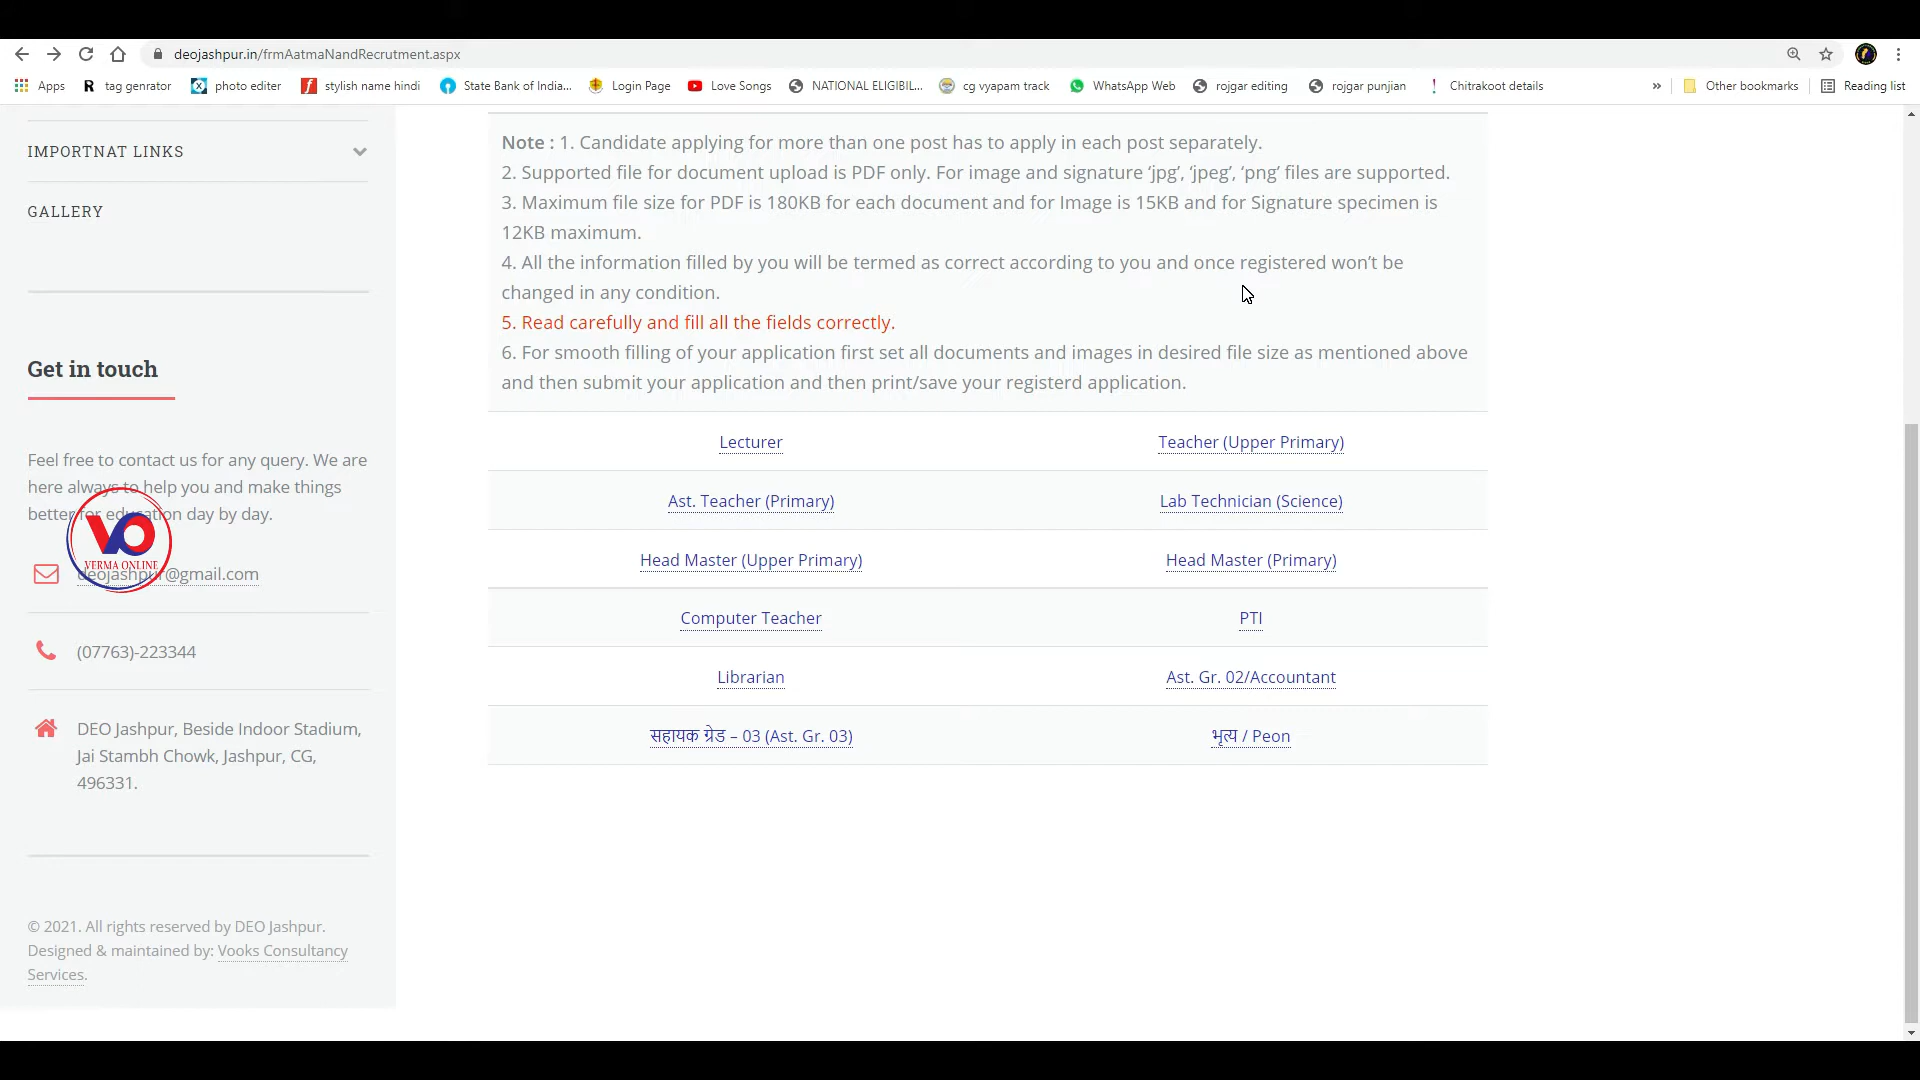 deojashpur.in/frmAatmaNandRecrutment.aspx
Apps tag genrator photo editer stylish name hindi State Bank of India... Login Page Love Songs NATIONAL ELIGIBIL... cg vyapam track WhatsApp Web rojgar editing rojgar punjian Chitrakoot details » Other bookmarks Reading list
IMPORTNAT LINKS
GALLERY
Get in touch
Feel free to contact us for any query. We are
here always to help you and make things
better for education day by day.
VO
VERMA ONLINE
deojashpur@gmail.com
(07763)-223344
DEO Jashpur, Beside Indoor Stadium,
Jai Stambh Chowk, Jashpur, CG,
496331.
© 2021. All rights reserved by DEO Jashpur.
Designed & maintained by: Vooks Consultancy
Services.
Note : 1. Candidate applying for more than one post has to apply in each post separately.
2. Supported file for document upload is PDF only. For image and signature ‘jpg’, ‘jpeg’, ‘png’ files are supported.
3. Maximum file size for PDF is 180KB for each document and for Image is 15KB and for Signature specimen is
12KB maximum.
4. All the information filled by you will be termed as correct according to you and once registered won’t be
changed in any condition.
5. Read carefully and fill all the fields correctly.
6. For smooth filling of your application first set all documents and images in desired file size as mentioned above
and then submit your application and then print/save your registerd application.
Lecturer Teacher (Upper Primary)
Ast. Teacher (Primary) Lab Technician (Science)
Head Master (Upper Primary) Head Master (Primary)
Computer Teacher PTI
Librarian Ast. Gr. 02/Accountant
सहायक ग्रेड – 03 (Ast. Gr. 03) भृत्य / Peon